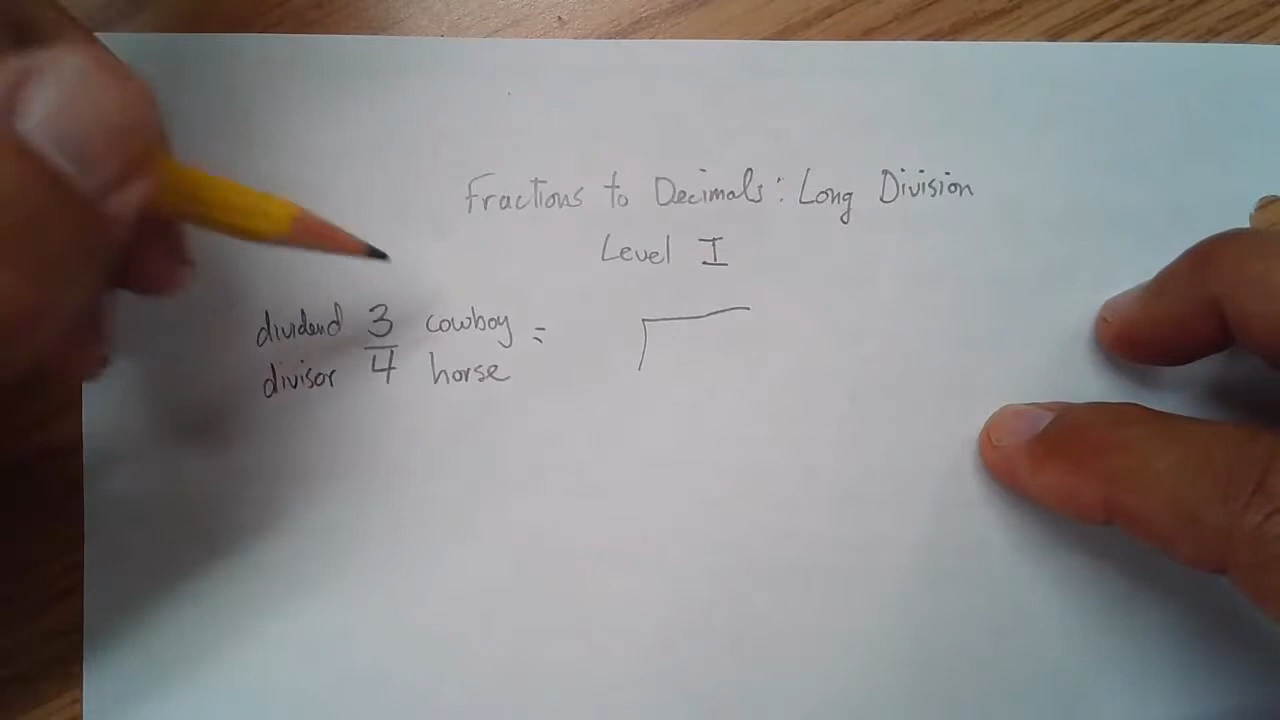 Fractions to Decimals: Long Division
Level I
dividend 3 cowboy =
divisor 4 horse